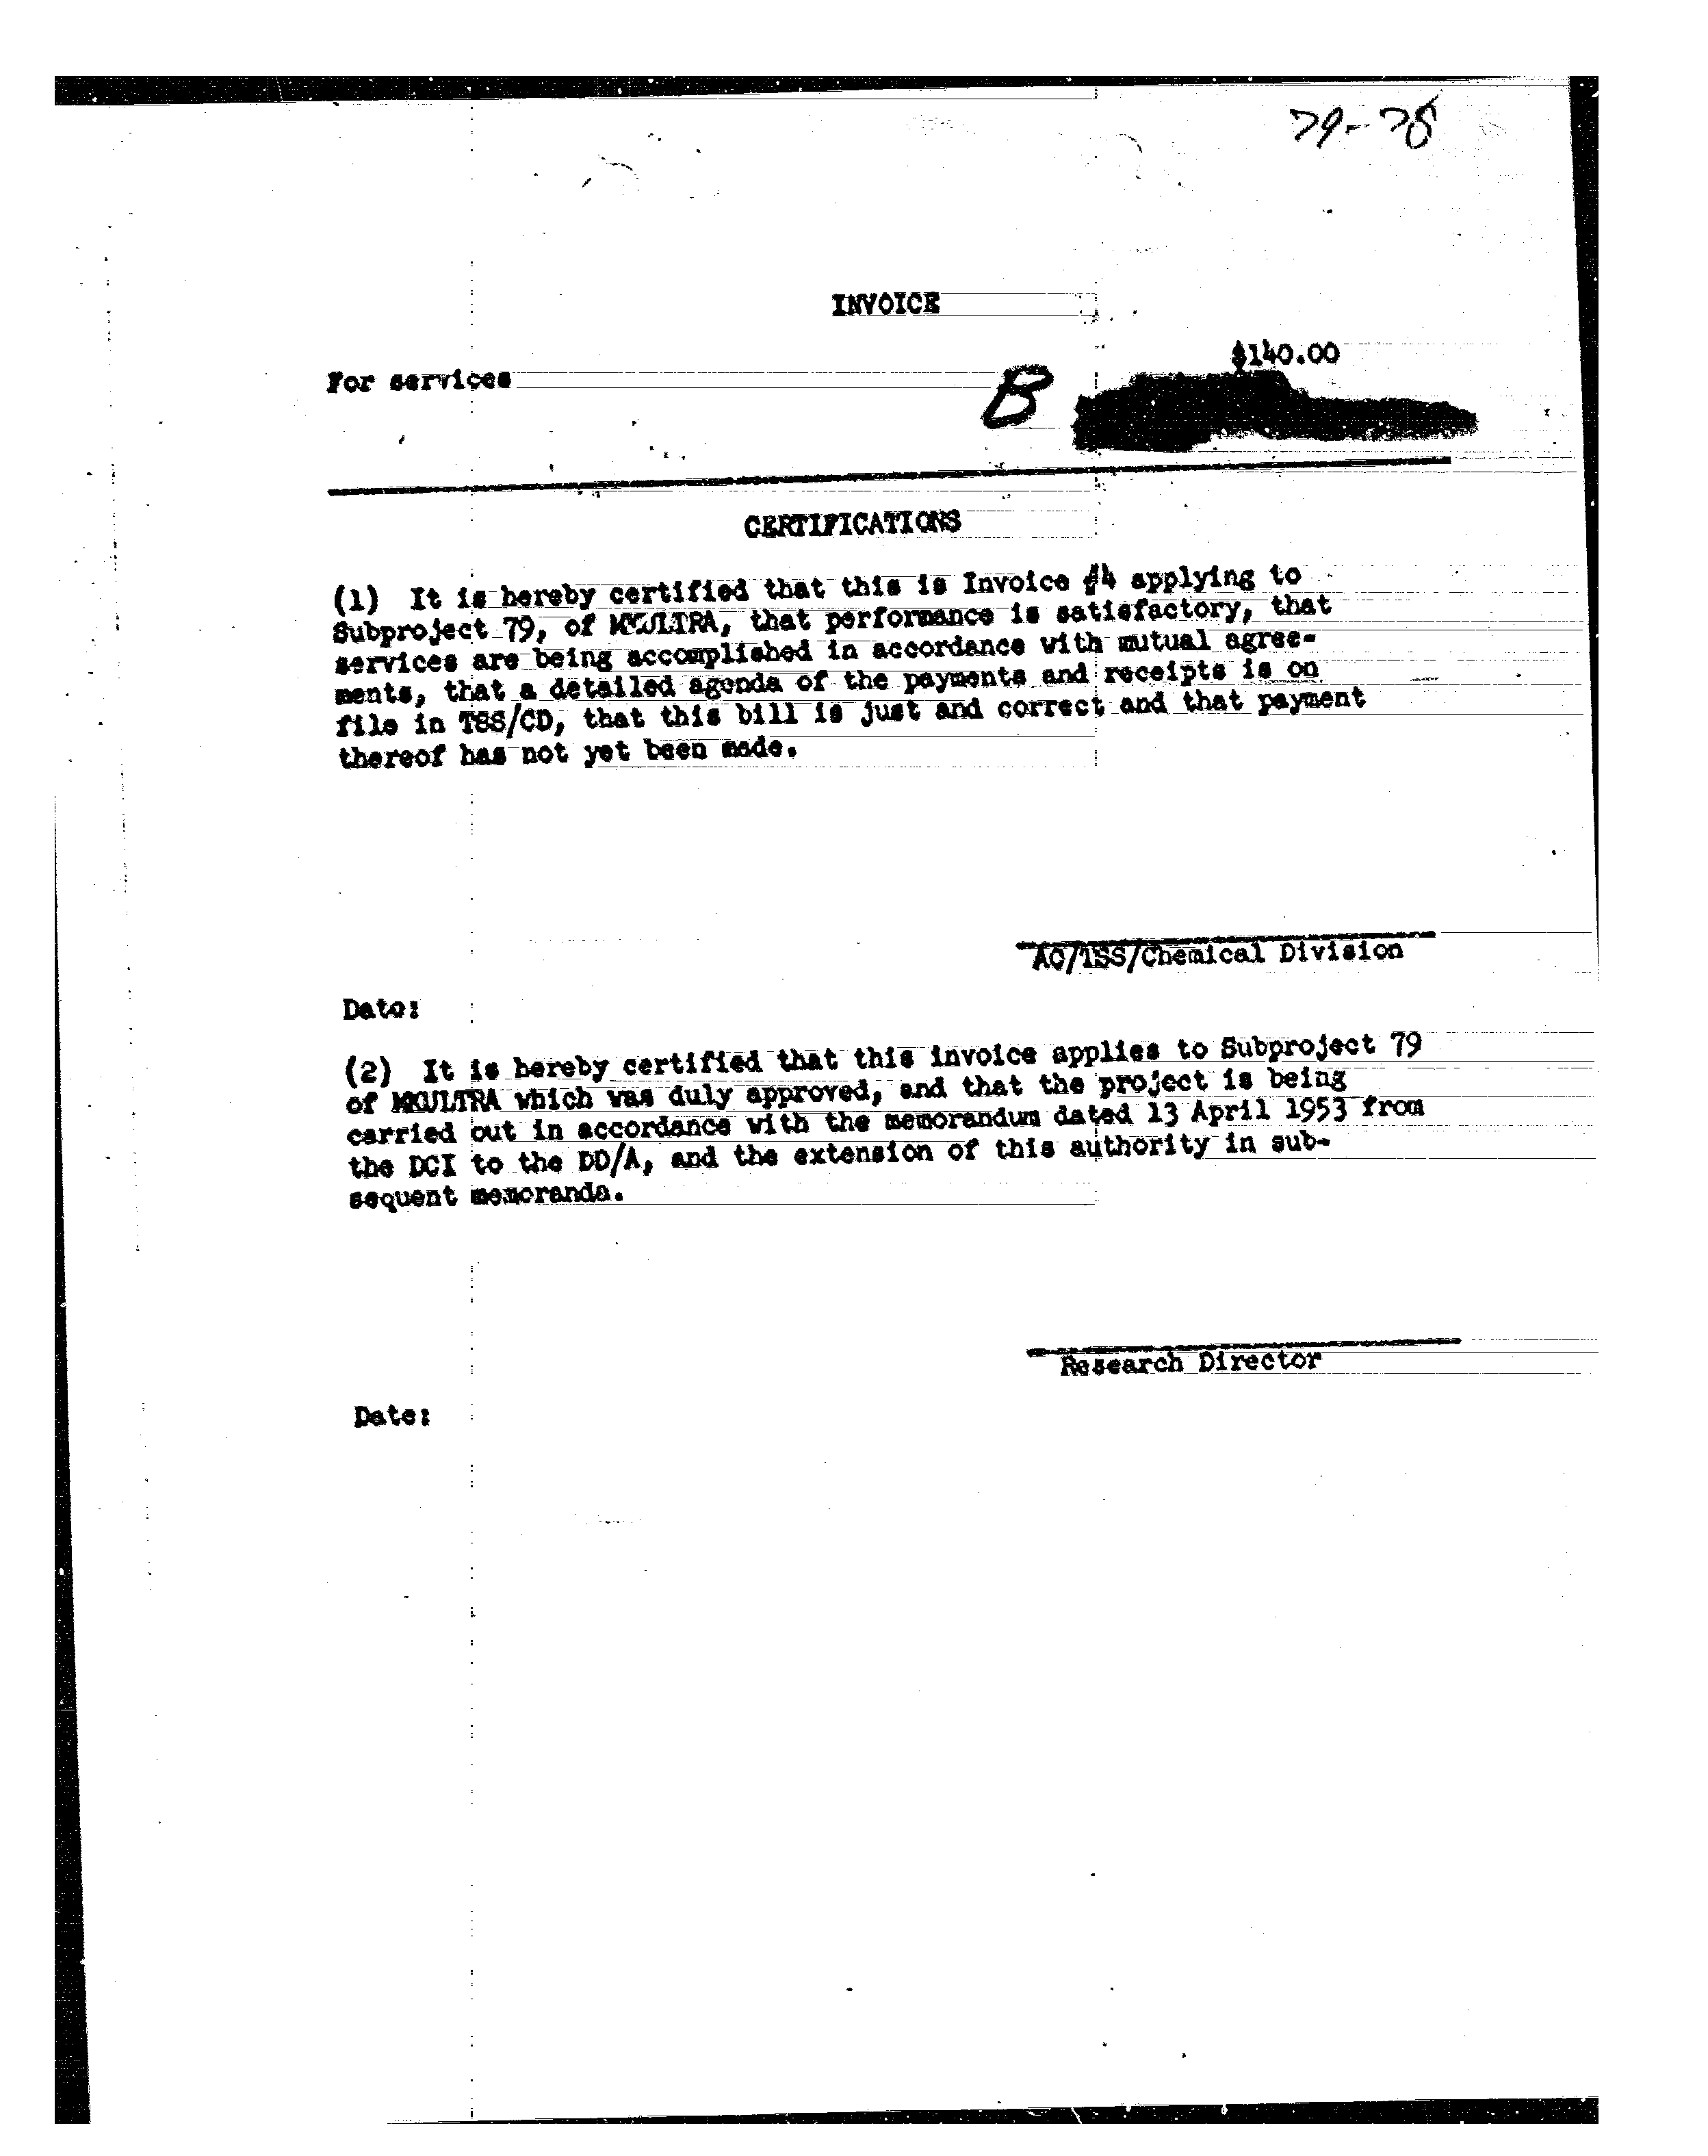 79-78
INVOICE
$140.00
For services
B
CERTIFICATIONS
(1) It is hereby certified that this is Invoice #4 applying to
Subproject 79, of MKULTRA, that performance is satisfactory, that
services are being accomplished in accordance with mutual agree-
ments, that a detailed agenda of the payments and receipts is on
file in TSS/CD, that this bill is just and correct and that payment
thereof has not yet been made.
AC/TSS/Chemical Division
Date:
(2) It is hereby certified that this invoice applies to Subproject 79
of MKULTRA which was duly approved, and that the project is being
carried out in accordance with the memorandum dated 13 April 1953 from
the DCI to the DD/A, and the extension of this authority in sub-
sequent memoranda.
Research Director
Date: